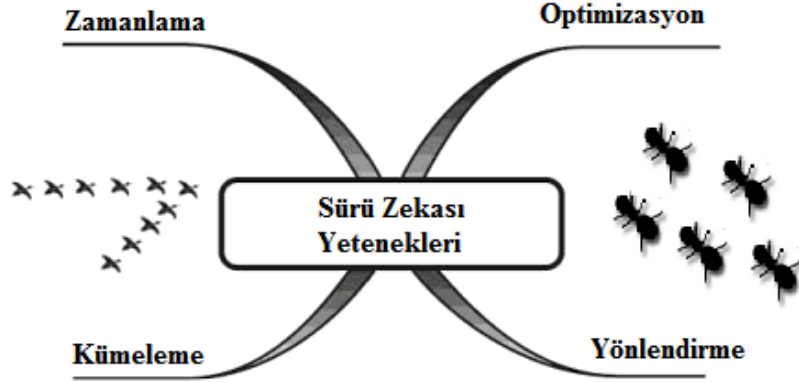 Zamanlama
Optimizasyon
Sürü Zekası
Yetenekleri
Kümeleme
Yönlendirme